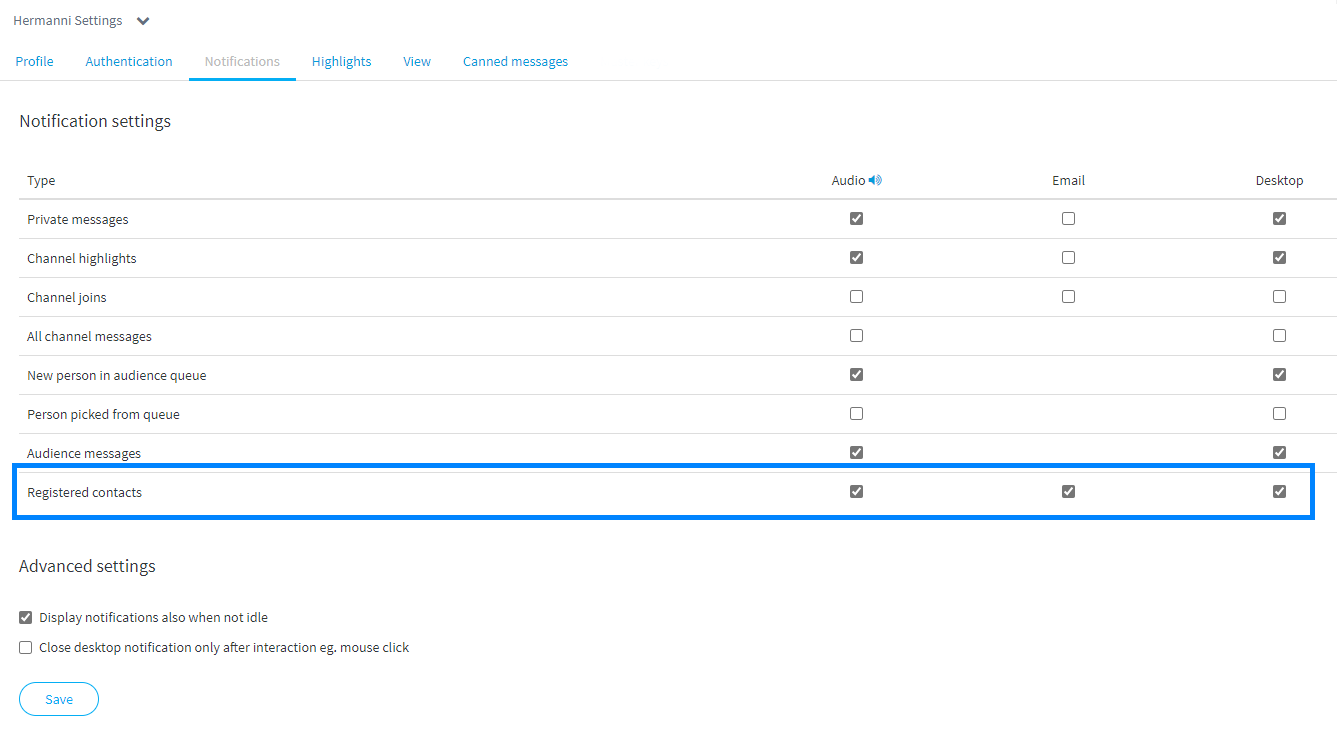 Hermanni Settings
Profile Authentication Notifications Highlights View Canned messages
Notification settings
Type Audio Email Desktop
Private messages
Channel highlights
Channel joins
All channel messages
New person in audience queue
Person picked from queue
Audience messages
Registered contacts
Advanced settings
Display notifications also when not idle
Close desktop notification only after interaction eg. mouse click
Save